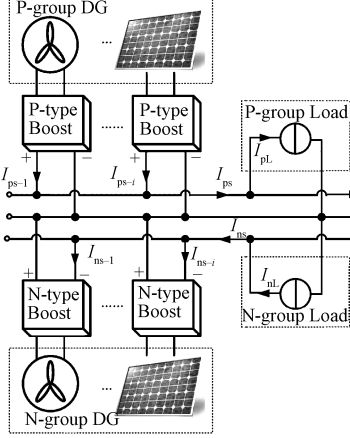 P-group DG
...
P-type Boost
......
P-type Boost
P-group Load
+ − + −
I_ps−1
I_ps−i
I_ps
I_pL
I_ns
I_ns−1
I_ns−i
I_nL
+ − + −
N-type Boost
......
N-type Boost
N-group Load
...
N-group DG